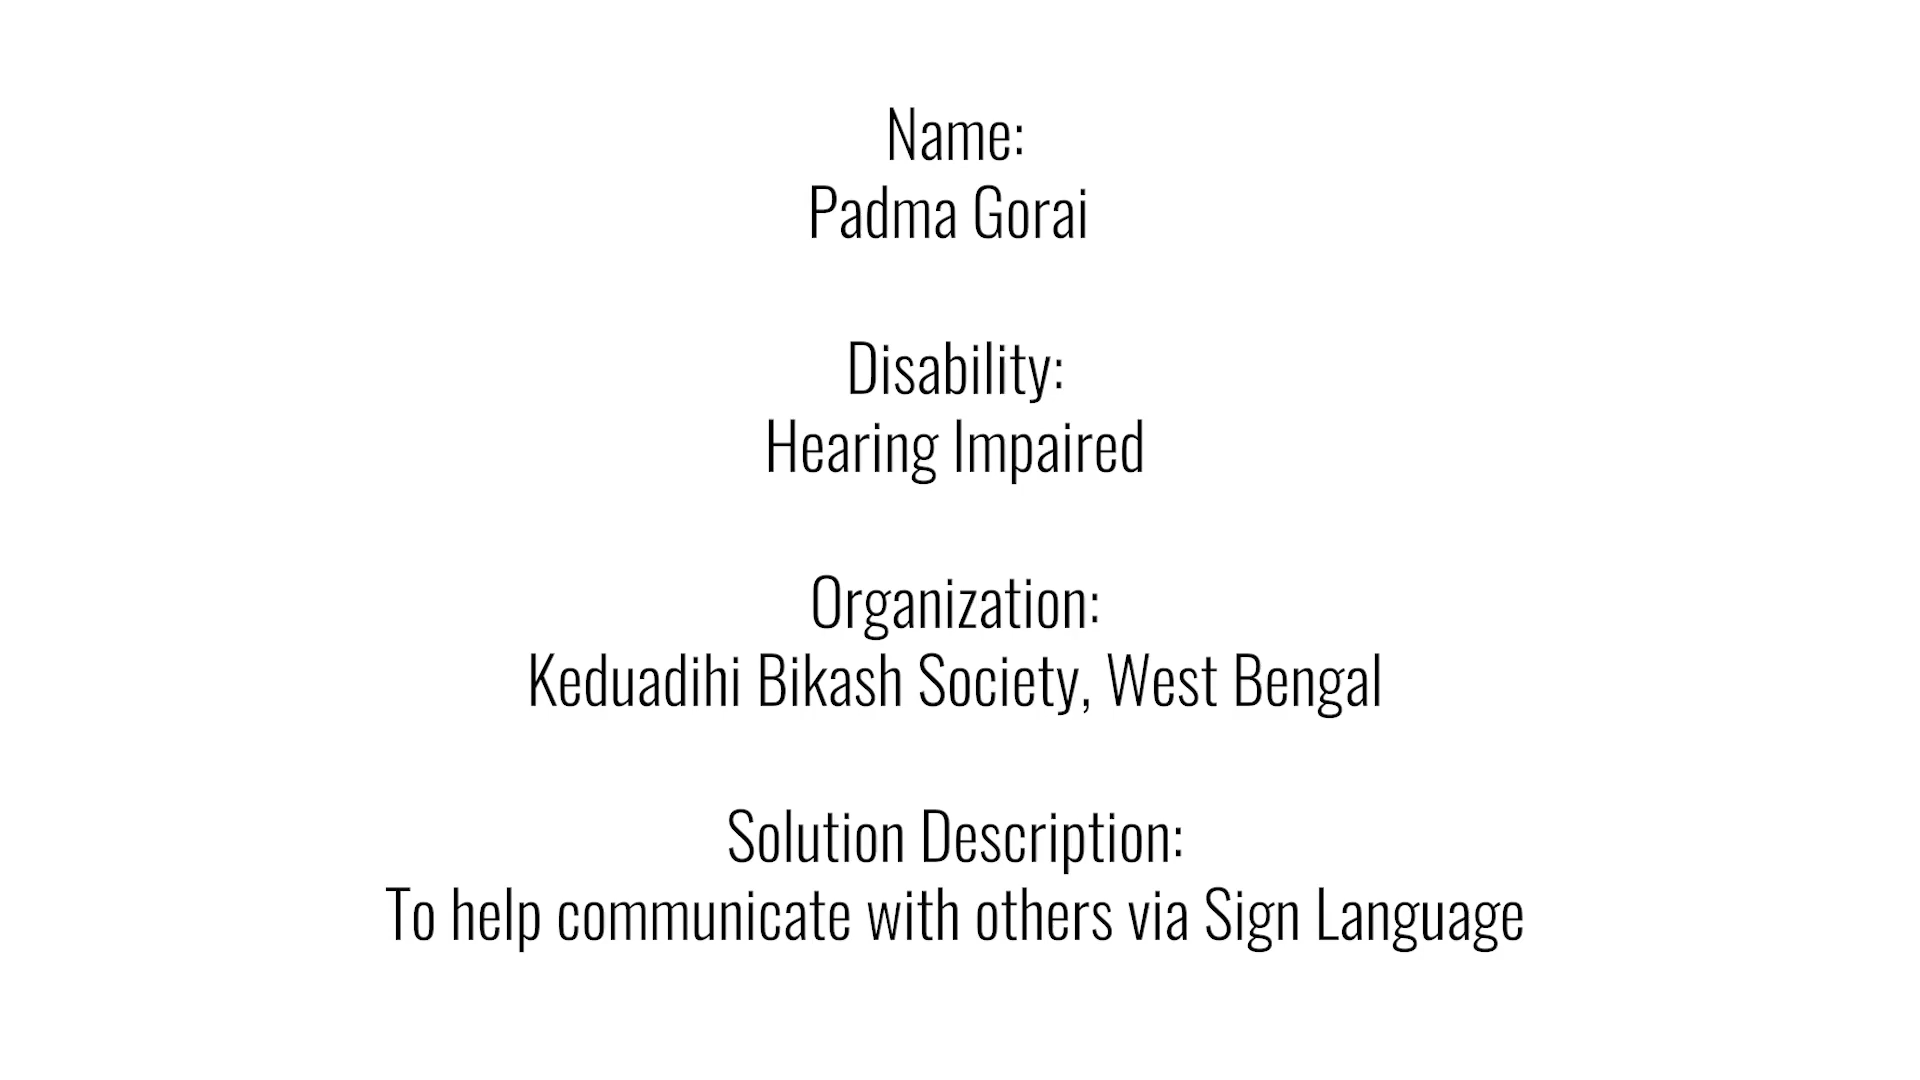 Name:
Padma Gorai
Disability:
Hearing Impaired
Organization:
Keduadihi Bikash Society, West Bengal
Solution Description:
To help communicate with others via Sign Language